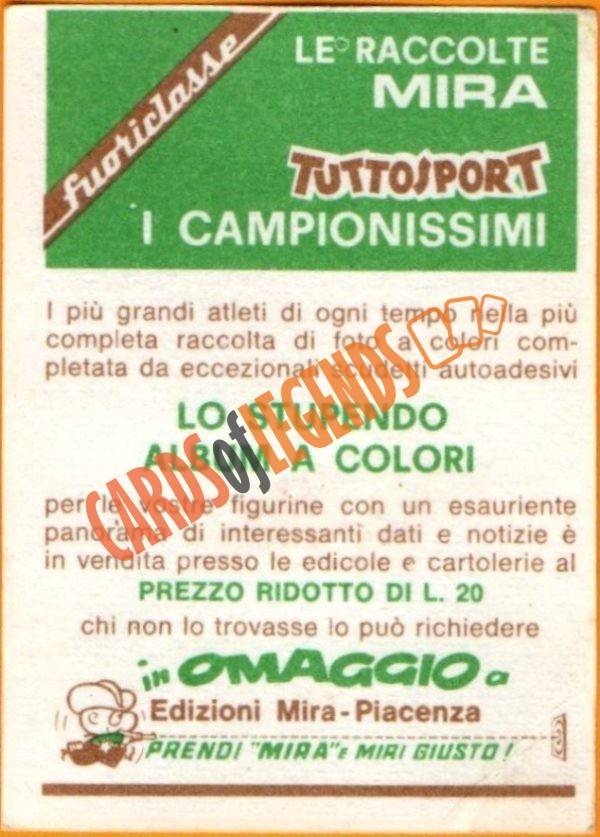 fuoriclasse
LE RACCOLTE
MIRA
TUTTOSPORT
I CAMPIONISSIMI
I più grandi atleti di ogni tempo nella più
completa raccolta di foto a colori com-
pletata da eccezionali scudetti autoadesivi
LO STUPENDO
ALBUM A COLORI
per le vostre figurine con un esauriente
panorama di interessanti dati e notizie è
in vendita presso le edicole e cartolerie al
PREZZO RIDOTTO DI L. 20
chi non lo trovasse lo può richiedere
in OMAGGIO a
Edizioni Mira-Piacenza
PRENDI "MIRA" E MIRI GIUSTO!
CARDS of LEGENDS